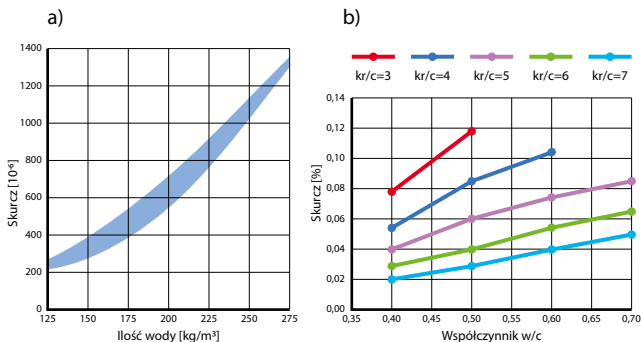 a)
Skurcz [10⁻⁶]
1400
1400
1000
800
600
400
200
0
125
150
175
200
225
250
275
Ilość wody [kg/m³]
b)
kr/c=3
kr/c=4
kr/c=5
kr/c=6
kr/c=7
Skurcz [%]
0,14
0,12
0,10
0,08
0,06
0,04
0,02
0,00
0,35
0,40
0,45
0,50
0,55
0,60
0,65
0,70
Współczynnik w/c